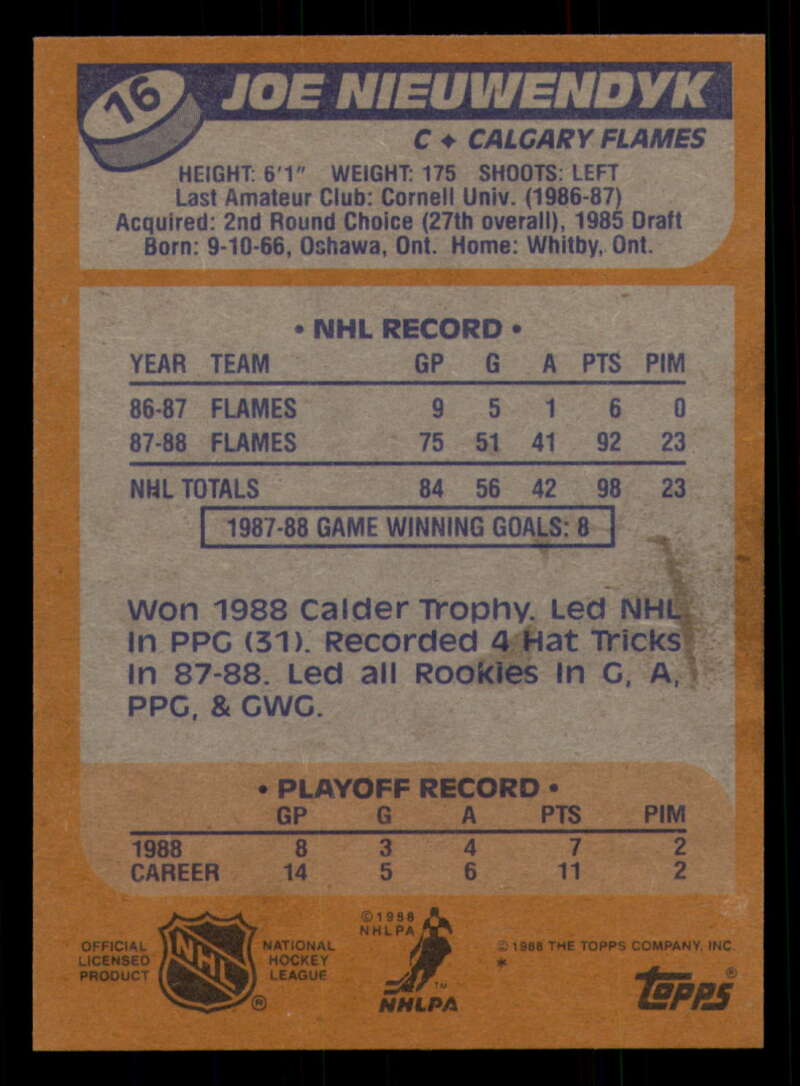 16
JOE NIEUWENDYK
C ♦ CALGARY FLAMES
HEIGHT: 6'1" WEIGHT: 175 SHOOTS: LEFT
Last Amateur Club: Cornell Univ. (1986-87)
Acquired: 2nd Round Choice (27th overall), 1985 Draft
Born: 9-10-66, Oshawa, Ont. Home: Whitby, Ont.
• NHL RECORD •
YEAR TEAM GP G A PTS PIM
86-87 FLAMES 9 5 1 6 0
87-88 FLAMES 75 51 41 92 23
NHL TOTALS 84 56 42 98 23
1987-88 GAME WINNING GOALS: 8
Won 1988 Calder Trophy. Led NHL
In PPG (31). Recorded 4 Hat Tricks
In 87-88. Led all Rookies In G, A,
PPG, & GWG.
• PLAYOFF RECORD •
GP G A PTS PIM
1988 8 3 4 7 2
CAREER 14 5 6 11 2
OFFICIAL
LICENSED
PRODUCT
NHL
®
NATIONAL
HOCKEY
LEAGUE
©1988
NHLPA
TM
NHLPA
©1988 THE TOPPS COMPANY, INC.
*
topps®